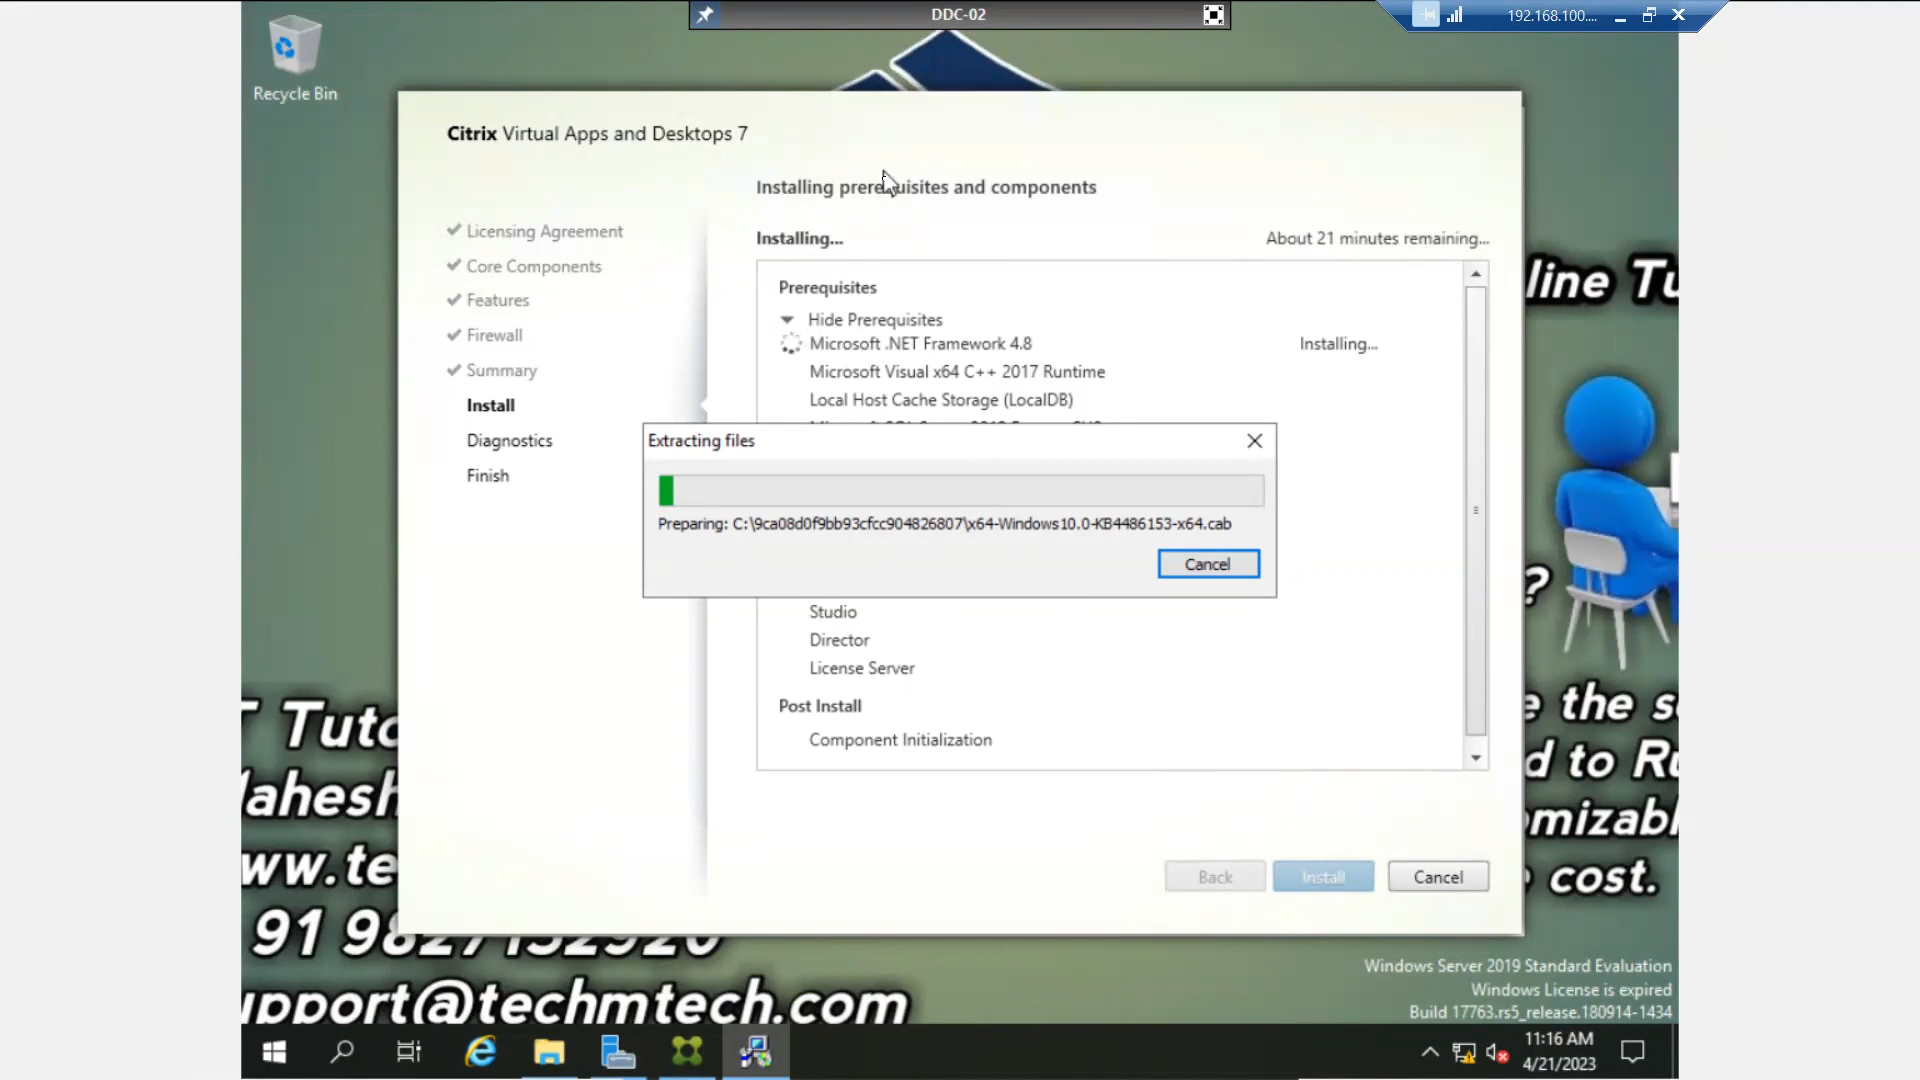 DDC-02
192.168.100....
Recycle Bin
Citrix Virtual Apps and Desktops 7
Installing prerequisites and components
Licensing Agreement
Core Components
Features
Firewall
Summary
Install
Diagnostics
Finish
Installing...
About 21 minutes remaining...
Prerequisites
Hide Prerequisites
Microsoft .NET Framework 4.8
Installing...
Microsoft Visual x64 C++ 2017 Runtime
Local Host Cache Storage (LocalDB)
Extracting files
Preparing: C:\9ca08d0f9bb93cfcc904826807\x64-Windows10.0-KB4486153-x64.cab
Cancel
Studio
Director
License Server
Post Install
Component Initialization
Back
Install
Cancel
line Tu
?
e the s
d to Ru
omizabl
cost.
T Tuto
Mahesh
ww.te
91 9827132920
upport@techmtech.com
Windows Server 2019 Standard Evaluation
Windows License is expired
Build 17763.rs5_release.180914-1434
11:16 AM
4/21/2023